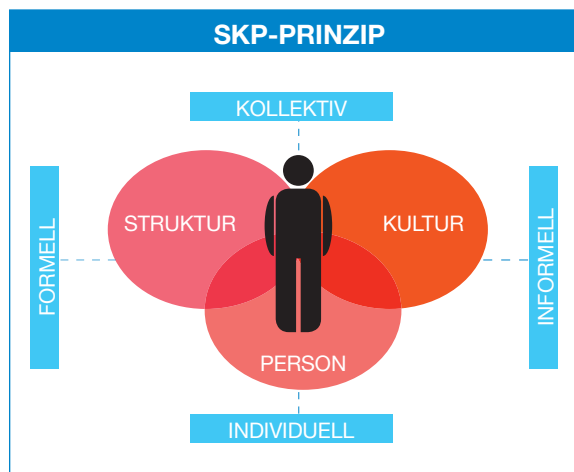 SKP-PRINZIP
KOLLEKTIV
FORMELL
STRUKTUR
KULTUR
INFORMELL
PERSON
INDIVIDUELL